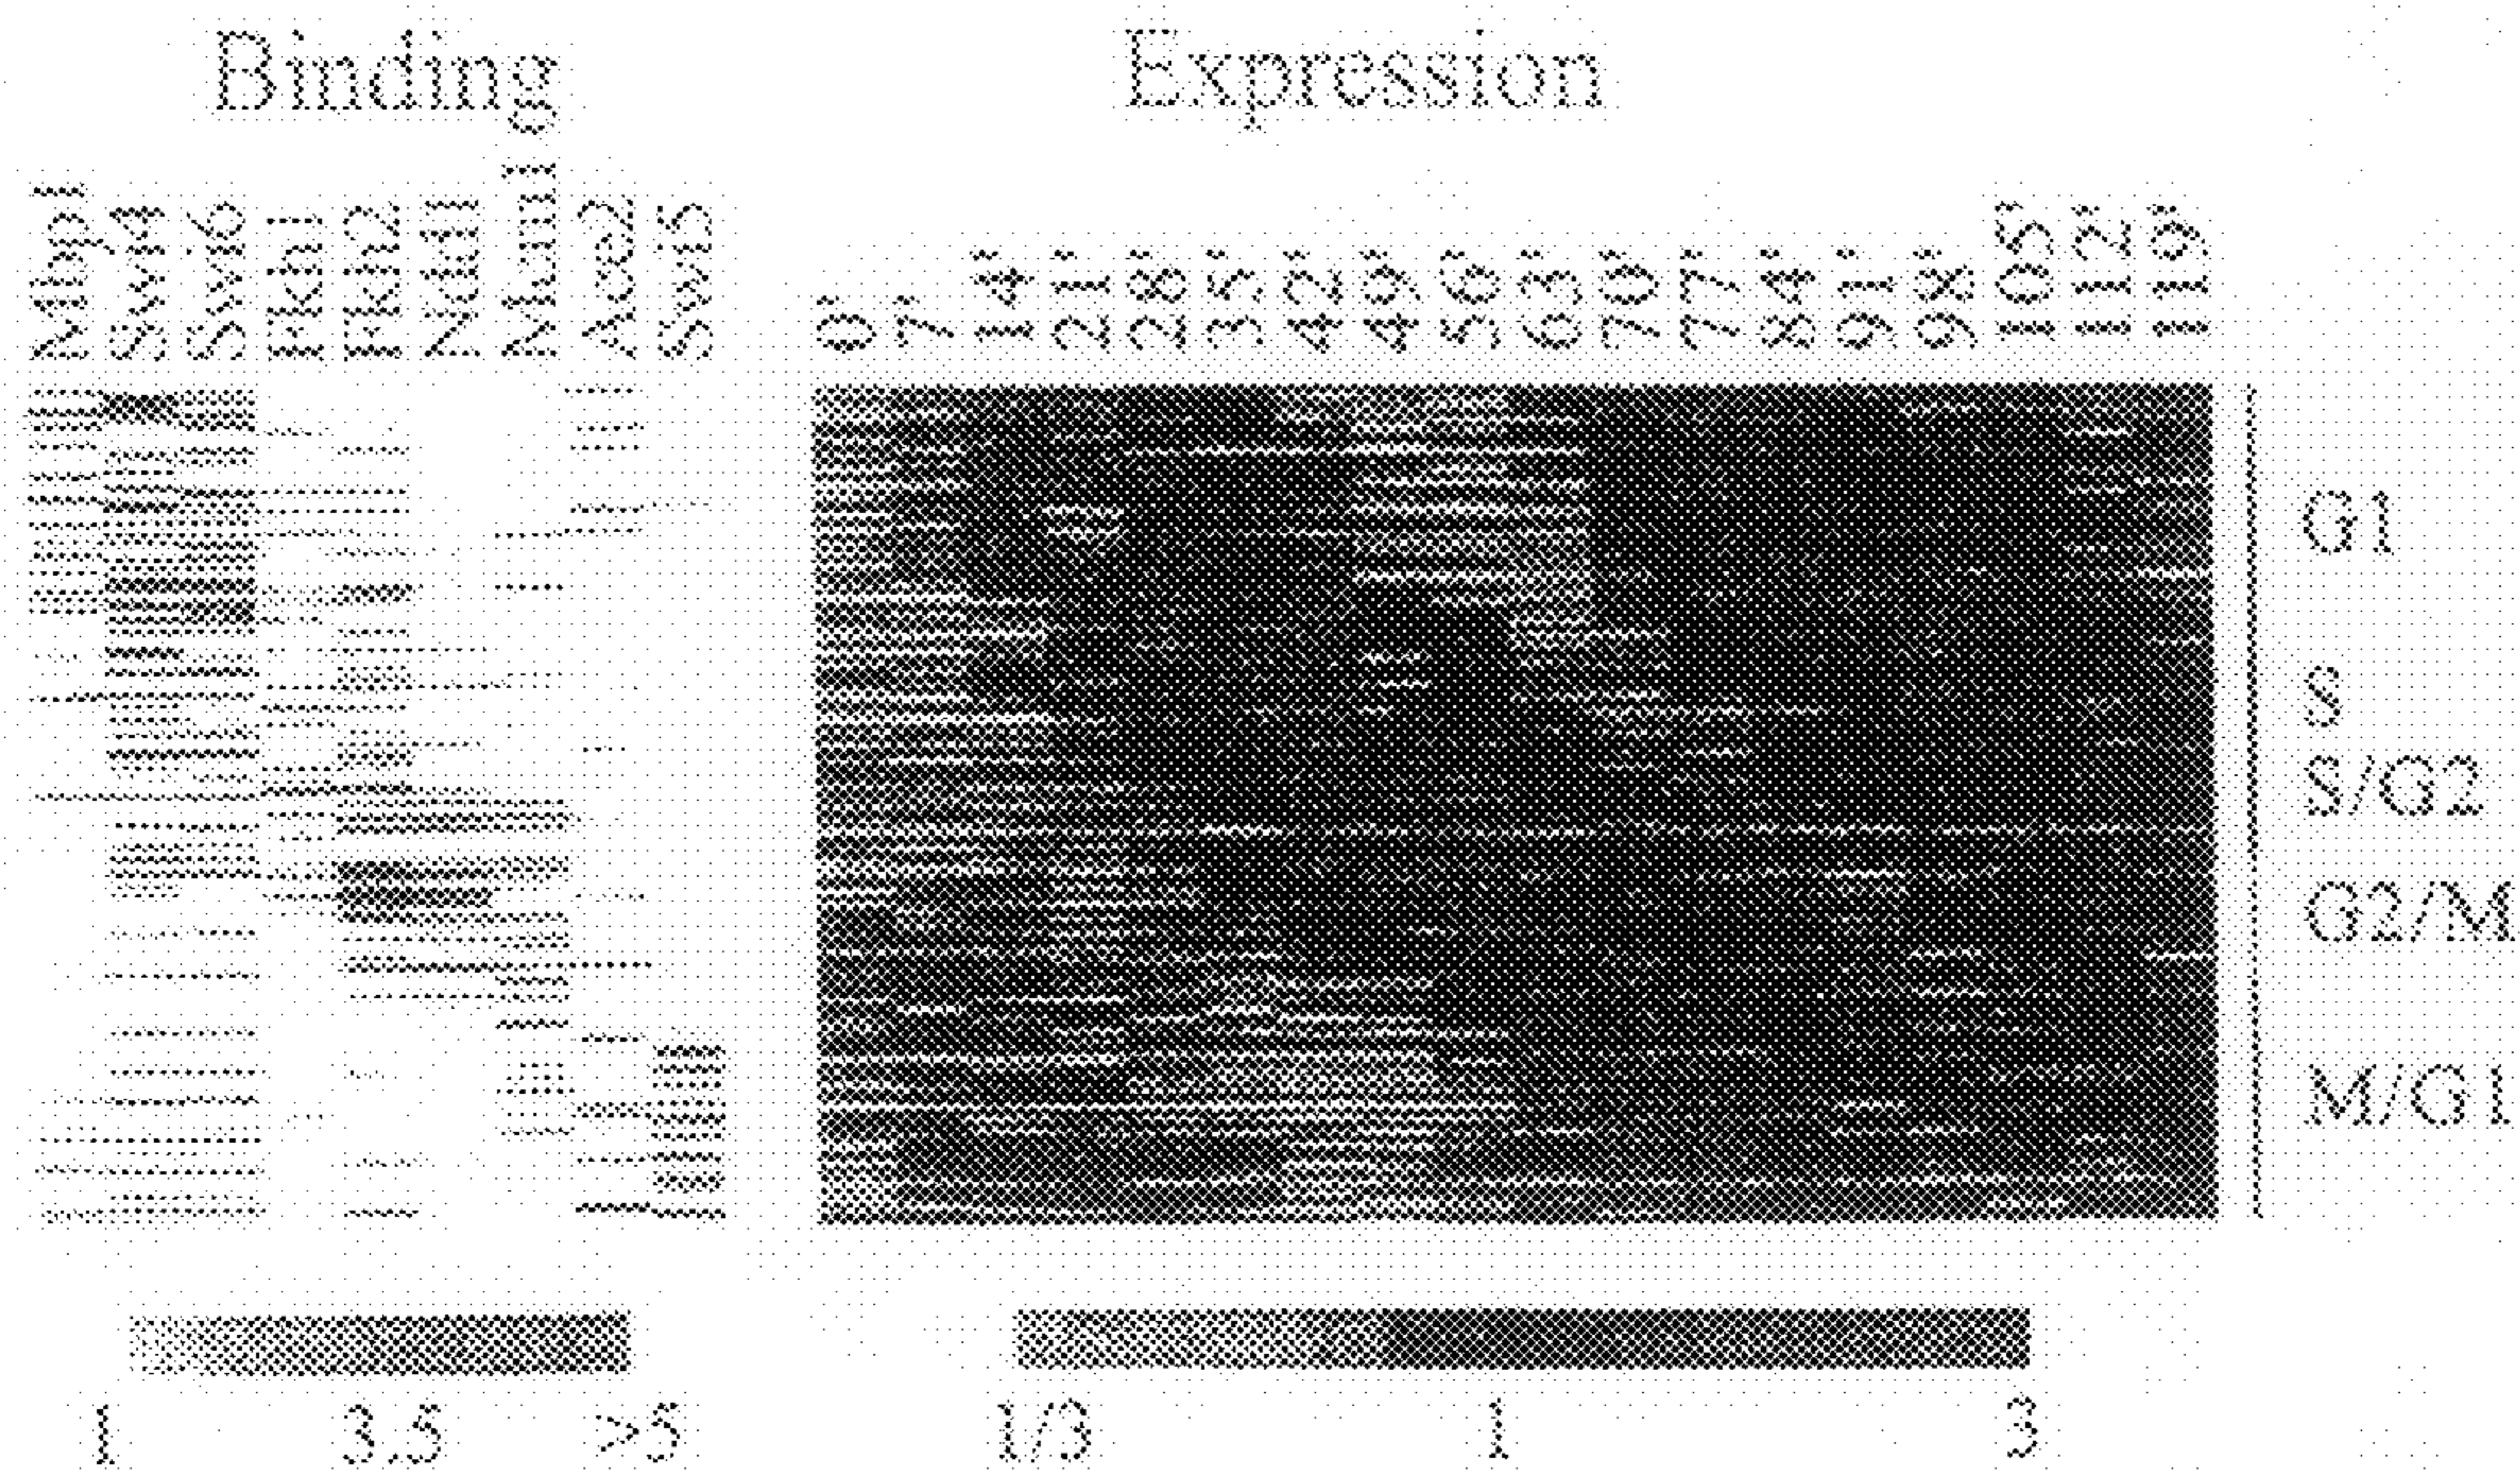 Binding Expression
Mbp1 Swi4 Swi6 Fkh1 Fkh2 Ndd1 Mcm1 Ace2 Swi5 0" 7" 14" 21" 28" 35" 42" 49" 56" 63" 70" 77" 84" 91" 98" 105" 112" 119"
G1
S
S/G2
G2/M
M/G1
1 3.5 >5 1/3 1 3